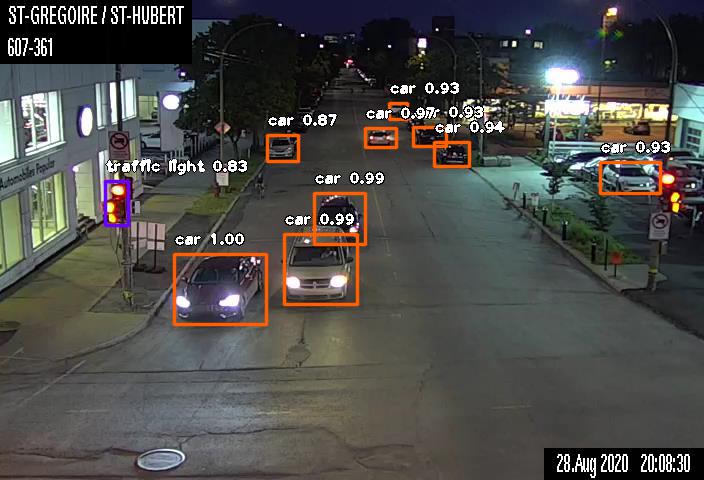 ST-GREGOIRE / ST-HUBERT
607-361
car 0.93
car 0.87
car 0.97
r 0.93
car 0.94
car 0.93
traffic light 0.83
Automobiles Popular
car 0.99
car 0.99
car 1.00
28.Aug 2020 20:08:30